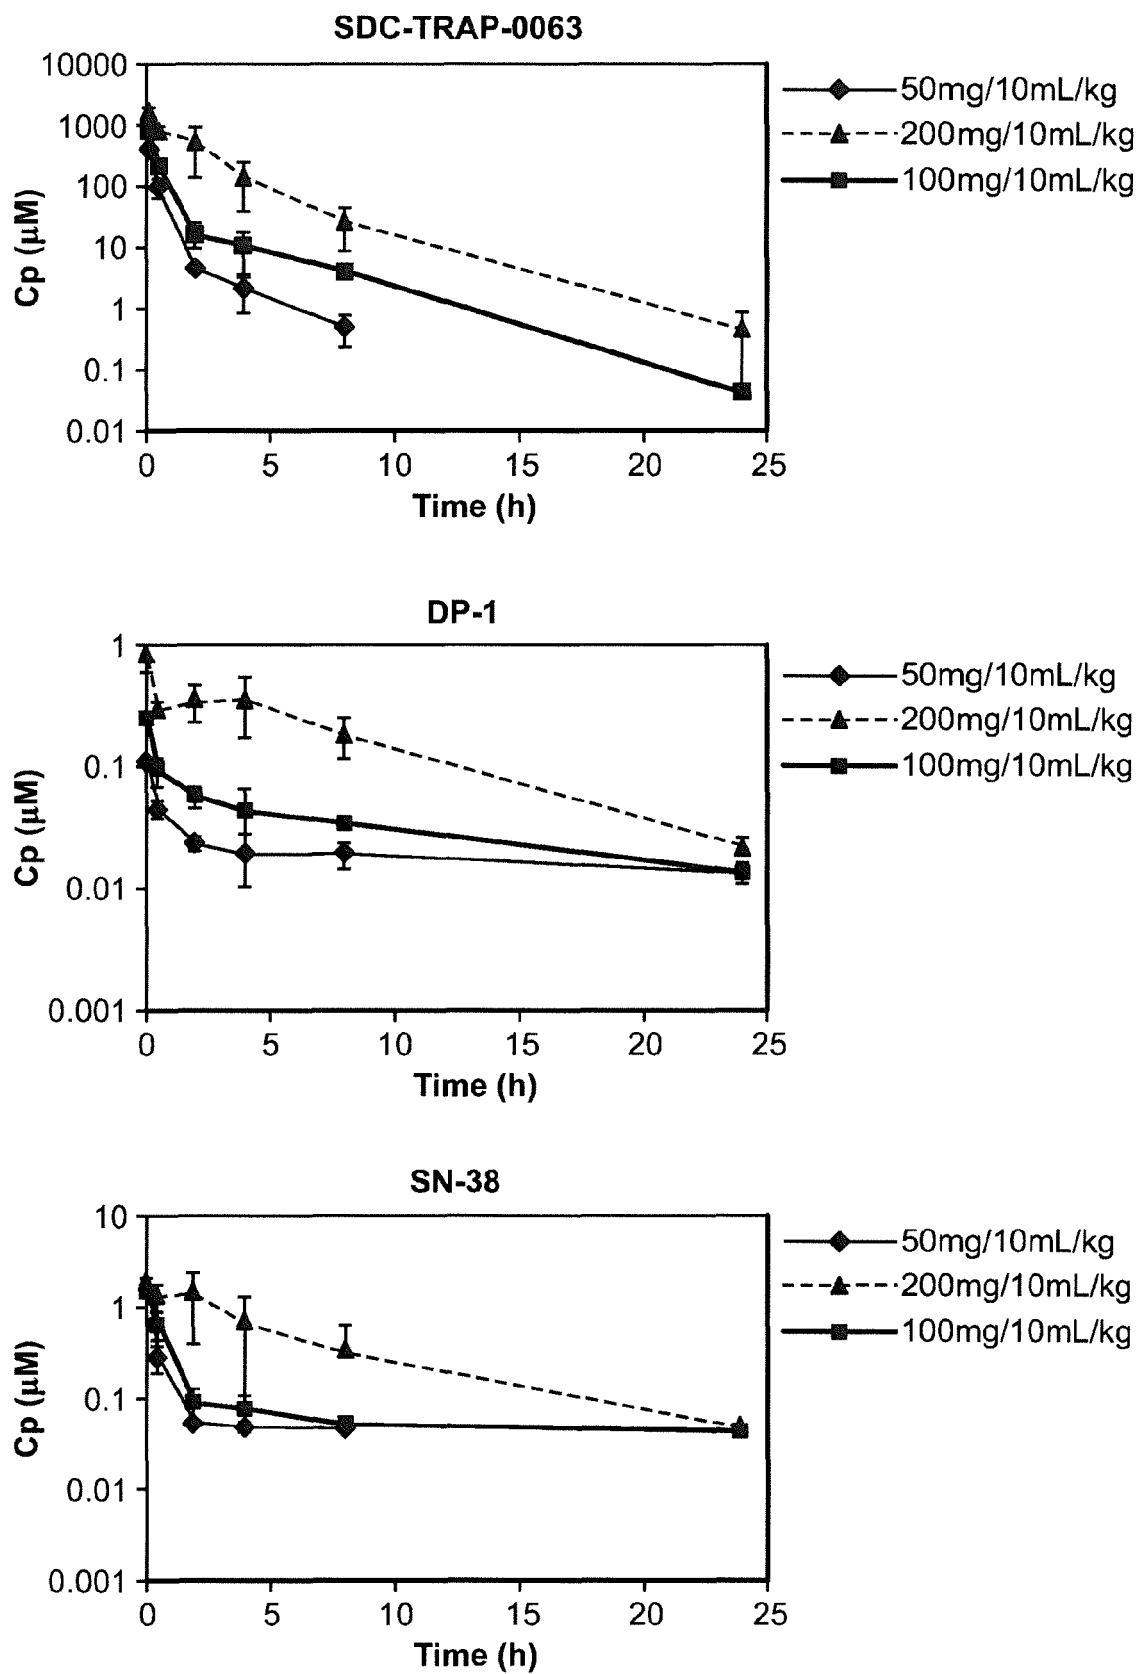 SDC-TRAP-0063
10000
1000
100
10
1
0.1
0.01
Cp (µM)
0 5 10 15 20 25
Time (h)
50mg/10mL/kg
200mg/10mL/kg
100mg/10mL/kg
DP-1
1
0.1
0.01
0.001
Cp (µM)
0 5 10 15 20 25
Time (h)
50mg/10mL/kg
200mg/10mL/kg
100mg/10mL/kg
SN-38
10
1
0.1
0.01
0.001
Cp (µM)
0 5 10 15 20 25
Time (h)
50mg/10mL/kg
200mg/10mL/kg
100mg/10mL/kg